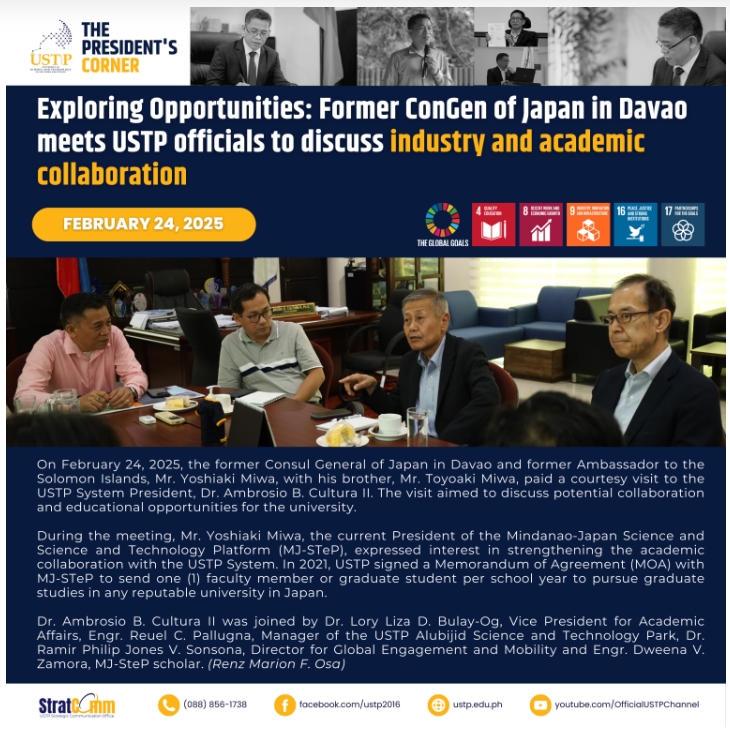 USTP
THE
PRESIDENT'S
CORNER
Exploring Opportunities: Former ConGen of Japan in Davao
meets USTP officials to discuss industry and academic
collaboration
FEBRUARY 24, 2025
THE GLOBAL GOALS
4 QUALITY EDUCATION
8 DECENT WORK AND ECONOMIC GROWTH
9 INDUSTRY, INNOVATION AND INFRASTRUCTURE
16 PEACE, JUSTICE AND STRONG INSTITUTIONS
17 PARTNERSHIPS FOR THE GOALS
On February 24, 2025, the former Consul General of Japan in Davao and former Ambassador to the
Solomon Islands, Mr. Yoshiaki Miwa, with his brother, Mr. Toyoaki Miwa, paid a courtesy visit to the
USTP System President, Dr. Ambrosio B. Cultura II. The visit aimed to discuss potential collaboration
and educational opportunities for the university.
During the meeting, Mr. Yoshiaki Miwa, the current President of the Mindanao-Japan Science and
Science and Technology Platform (MJ-STeP), expressed interest in strengthening the academic
collaboration with the USTP System. In 2021, USTP signed a Memorandum of Agreement (MOA) with
MJ-STeP to send one (1) faculty member or graduate student per school year to pursue graduate
studies in any reputable university in Japan.
Dr. Ambrosio B. Cultura II was joined by Dr. Lory Liza D. Bulay-Og, Vice President for Academic
Affairs, Engr. Reuel C. Pallugna, Manager of the USTP Alubijid Science and Technology Park, Dr.
Ramir Philip Jones V. Sonsona, Director for Global Engagement and Mobility and Engr. Dweena V.
Zamora, MJ-SteP scholar. (Renz Marion F. Osa)
StratComm
USTP Strategic Communication Office
(088) 856-1738
facebook.com/ustp2016
ustp.edu.ph
youtube.com/OfficialUSTPChannel